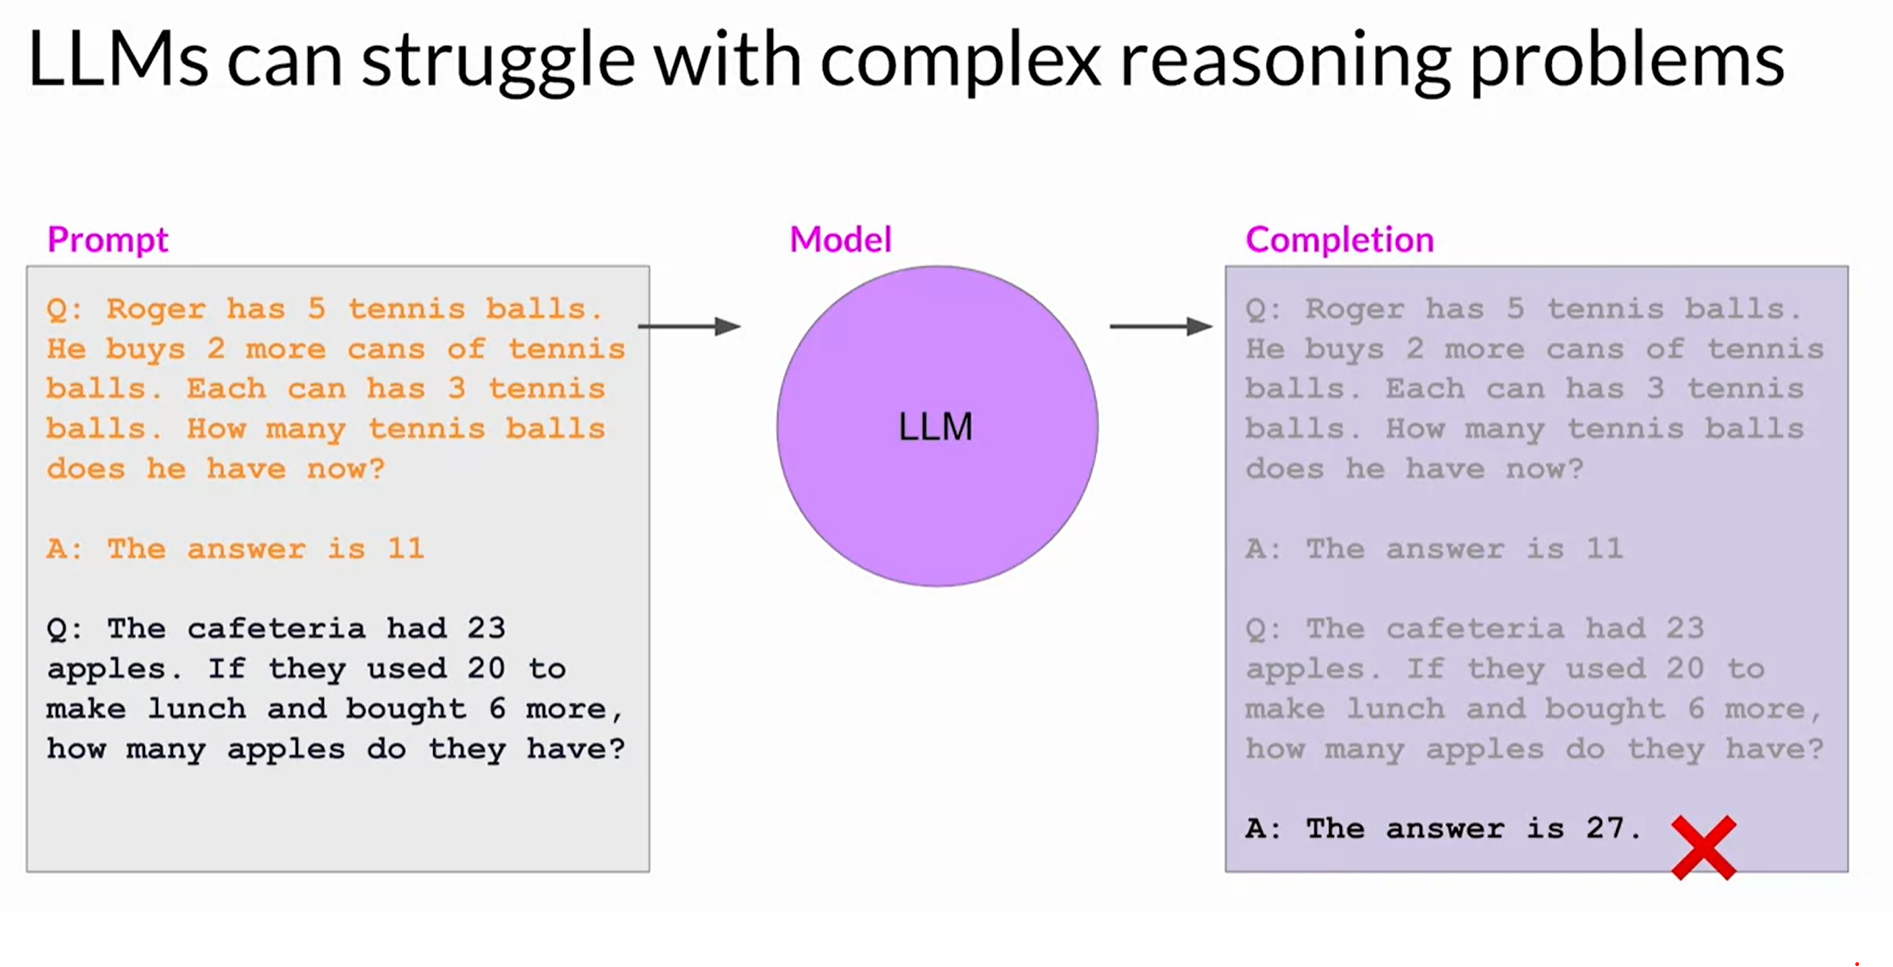 LLMs can struggle with complex reasoning problems
Prompt
Q: Roger has 5 tennis balls.
He buys 2 more cans of tennis
balls. Each can has 3 tennis
balls. How many tennis balls
does he have now?
A: The answer is 11
Q: The cafeteria had 23
apples. If they used 20 to
make lunch and bought 6 more,
how many apples do they have?
Model
LLM
Completion
Q: Roger has 5 tennis balls.
He buys 2 more cans of tennis
balls. Each can has 3 tennis
balls. How many tennis balls
does he have now?
A: The answer is 11
Q: The cafeteria had 23
apples. If they used 20 to
make lunch and bought 6 more,
how many apples do they have?
A: The answer is 27.